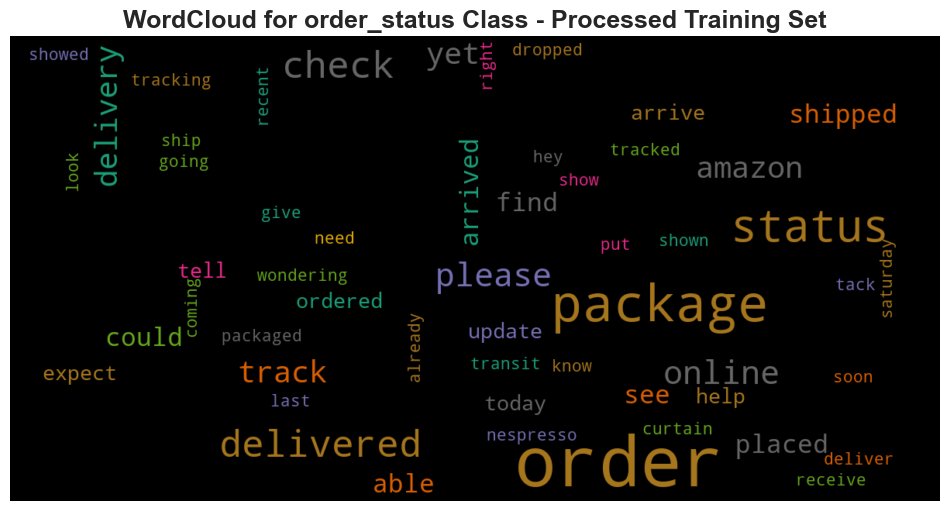 WordCloud for order_status Class - Processed Training Set
showed
delivery
tracking
recent
check
yet
right
dropped
arrive
shipped
look
ship
going
arrived
hey
tracked
show
find
amazon
give
need
put
shown
status
saturday
tell
coming
wondering
ordered
please
package
tack
could
packaged
already
update
transit
know
online
soon
expect
track
last
today
see
help
delivered
able
nespresso
order
curtain
placed
deliver
receive